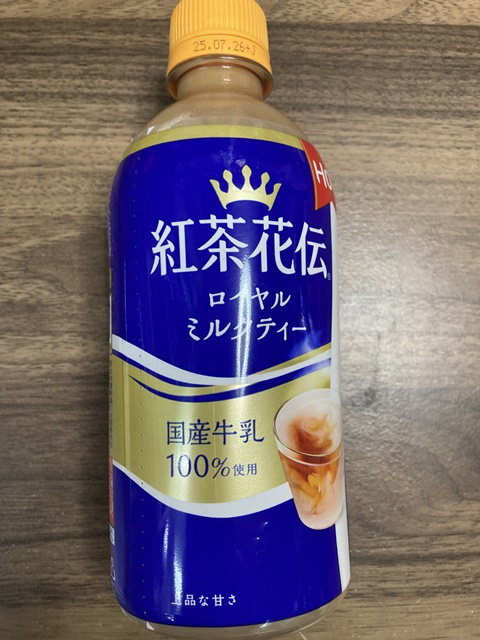 25.07.26+J
紅茶花伝
ロイヤル
ミルクティー
国産牛乳
100%使用
上品な甘さ